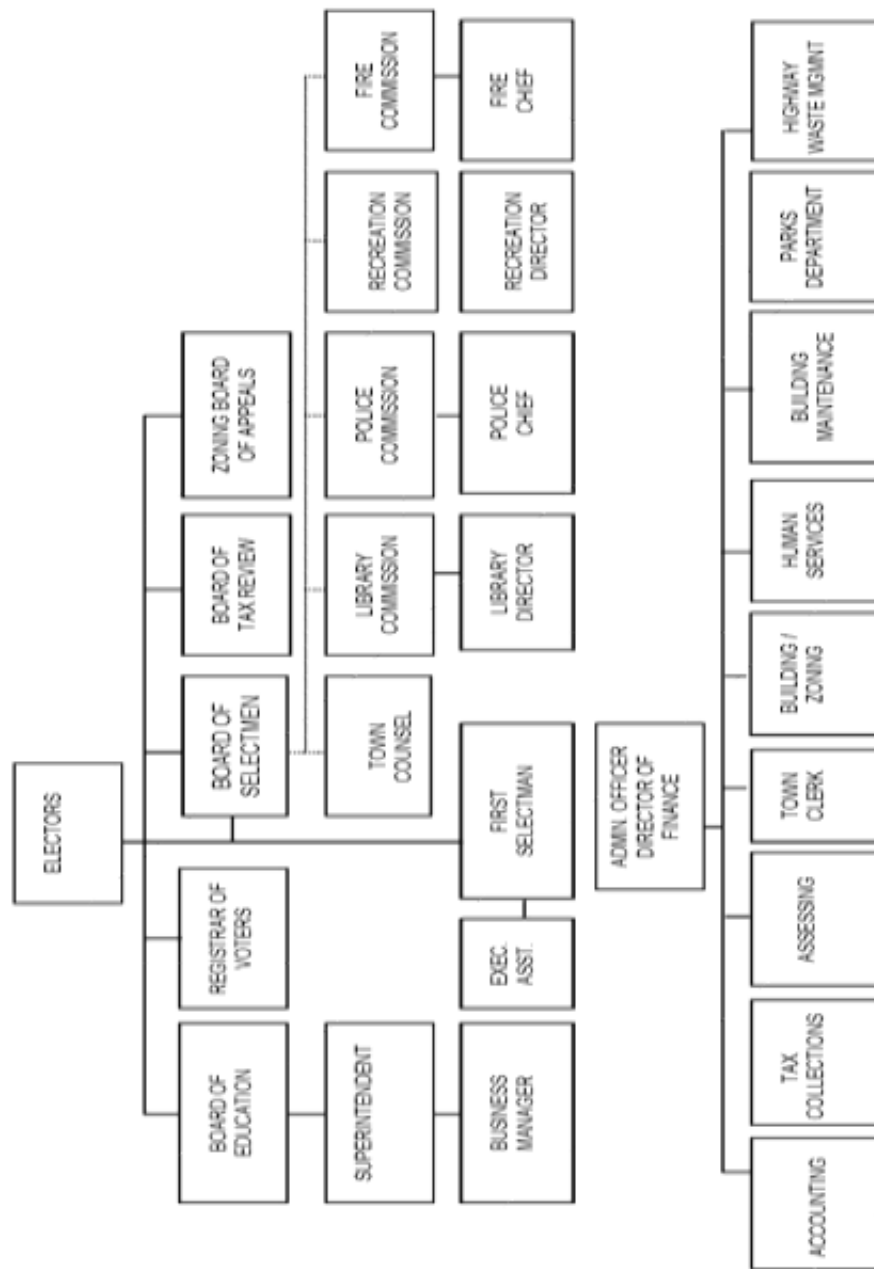 ELECTORS
BOARD OF
EDUCATION
REGISTRAR OF
VOTERS
BOARD OF
SELECTMEN
BOARD OF
TAX REVIEW
ZONING BOARD
OF APPEALS
SUPERINTENDENT
TOWN
COUNSEL
LIBRARY
COMMISSION
POLICE
COMMISSION
RECREATION
COMMISSION
FIRE
COMMISSION
BUSINESS
MANAGER
EXEC.
ASST.
FIRST
SELECTMAN
LIBRARY
DIRECTOR
POLICE
CHIEF
RECREATION
DIRECTOR
FIRE
CHIEF
ADMIN. OFFICER
DIRECTOR OF
FINANCE
ACCOUNTING
TAX
COLLECTIONS
ASSESSING
TOWN
CLERK
BUILDING /
ZONING
HUMAN
SERVICES
BUILDING
MAINTENANCE
PARKS
DEPARTMENT
HIGHWAY
WASTE MGMNT